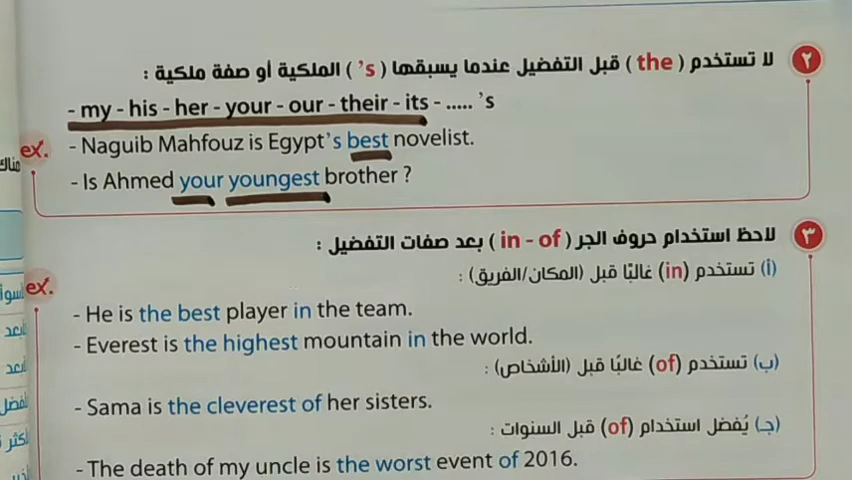 ٢ لا تستخدم ( the ) قبل التفضيل عندما يسبقها ( s' ) الملكية أو صفة ملكية :
- my - his - her - your - our - their - its - ..... 's
ex. - Naguib Mahfouz is Egypt's best novelist.
- Is Ahmed your youngest brother ?
٣ لاحظ استخدام حروف الجر ( in - of ) بعد صفات التفضيل :
(أ) تستخدم (in) غالبًا قبل (المكان/الفريق) :
ex. - He is the best player in the team.
- Everest is the highest mountain in the world.
(ب) تستخدم (of) غالبًا قبل (الأشخاص) :
- Sama is the cleverest of her sisters.
(جـ) يُفضل استخدام (of) قبل السنوات :
- The death of my uncle is the worst event of 2016.